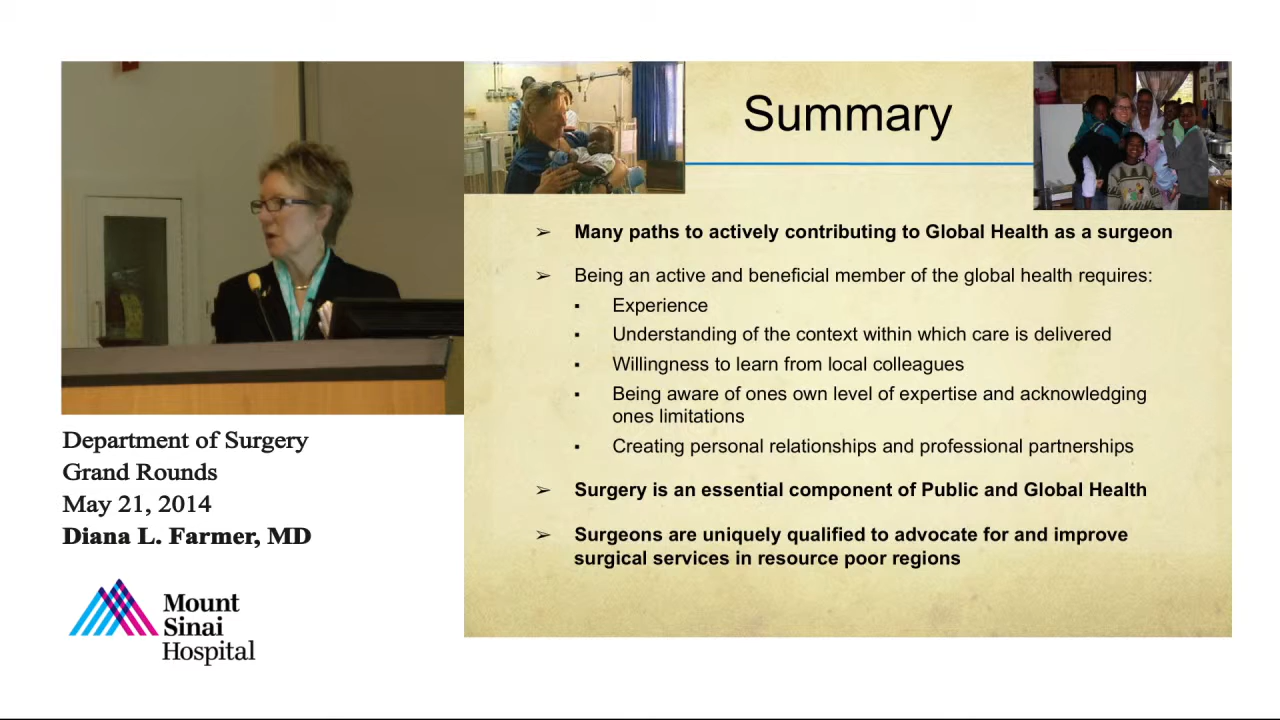 Summary
➢ Many paths to actively contributing to Global Health as a surgeon
➢ Being an active and beneficial member of the global health requires:
▪ Experience
▪ Understanding of the context within which care is delivered
▪ Willingness to learn from local colleagues
▪ Being aware of ones own level of expertise and acknowledging
ones limitations
▪ Creating personal relationships and professional partnerships
➢ Surgery is an essential component of Public and Global Health
➢ Surgeons are uniquely qualified to advocate for and improve
surgical services in resource poor regions
Department of Surgery
Grand Rounds
May 21, 2014
Diana L. Farmer, MD
Mount
Sinai
Hospital